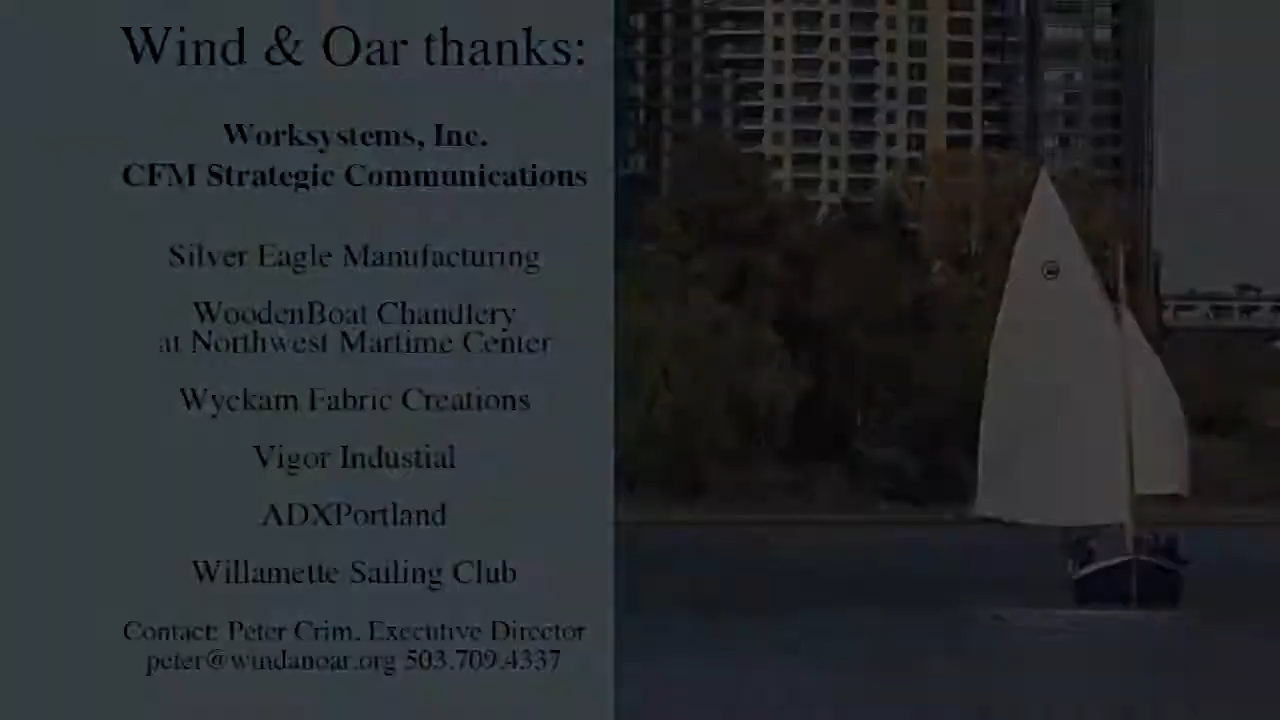 Wind & Oar thanks:
Worksystems, Inc.
CFM Strategic Communications
Silver Eagle Manufacturing
WoodenBoat Chandlery
at Northwest Martime Center
Wyckam Fabric Creations
Vigor Industial
ADXPortland
Willamette Sailing Club
Contact: Peter Crim, Executive Director
peter@windanoar.org 503.709.4337